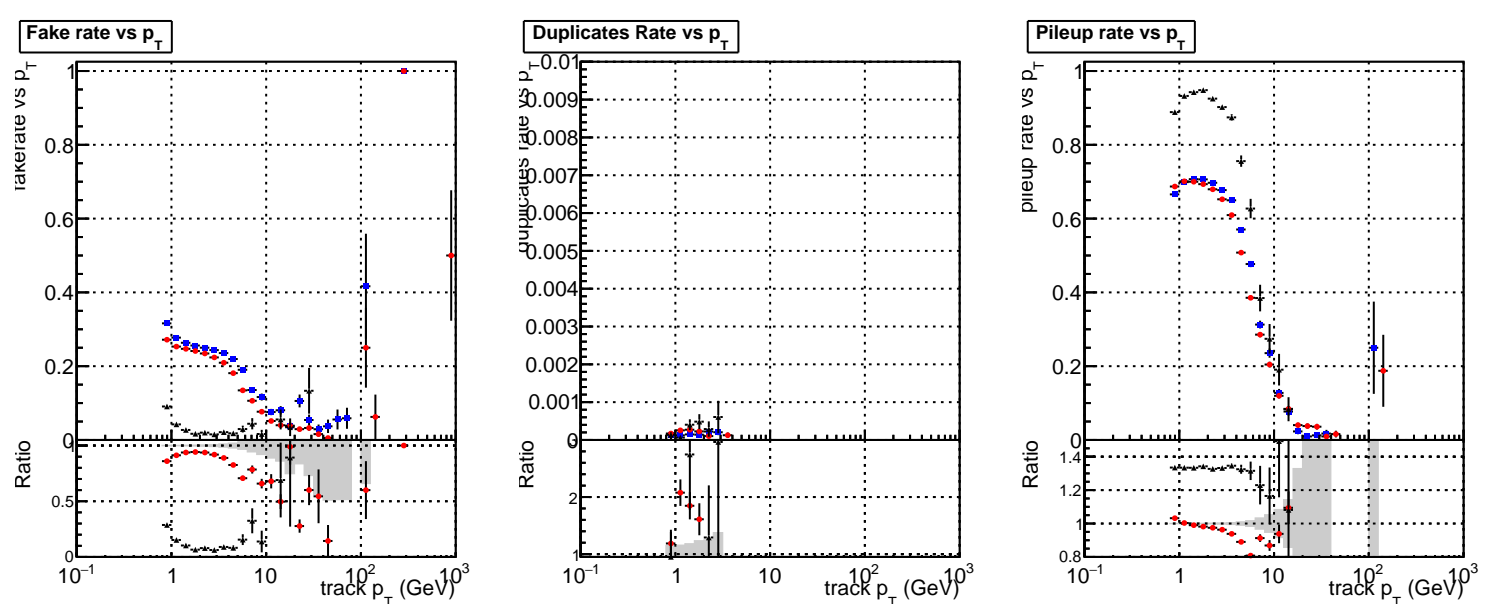 Fake rate vs p_T
fakerate vs p_T
1
0.8
0.6
0.4
0.2
0
Ratio
1
0.5
0
10^−1 1 10 10^2 10^3
track p_T (GeV)
Duplicates Rate vs p_T
duplicates rate vs p_T
0.01
0.009
0.008
0.007
0.006
0.005
0.004
0.003
0.002
0.001
0
Ratio
2
1
10^−1 1 10 10^2 10^3
track p_T (GeV)
Pileup rate vs p_T
pileup rate vs p_T
1
0.8
0.6
0.4
0.2
0
Ratio
1.4
1.2
1
0.8
10^−1 1 10 10^2 10^3
track p_T (GeV)